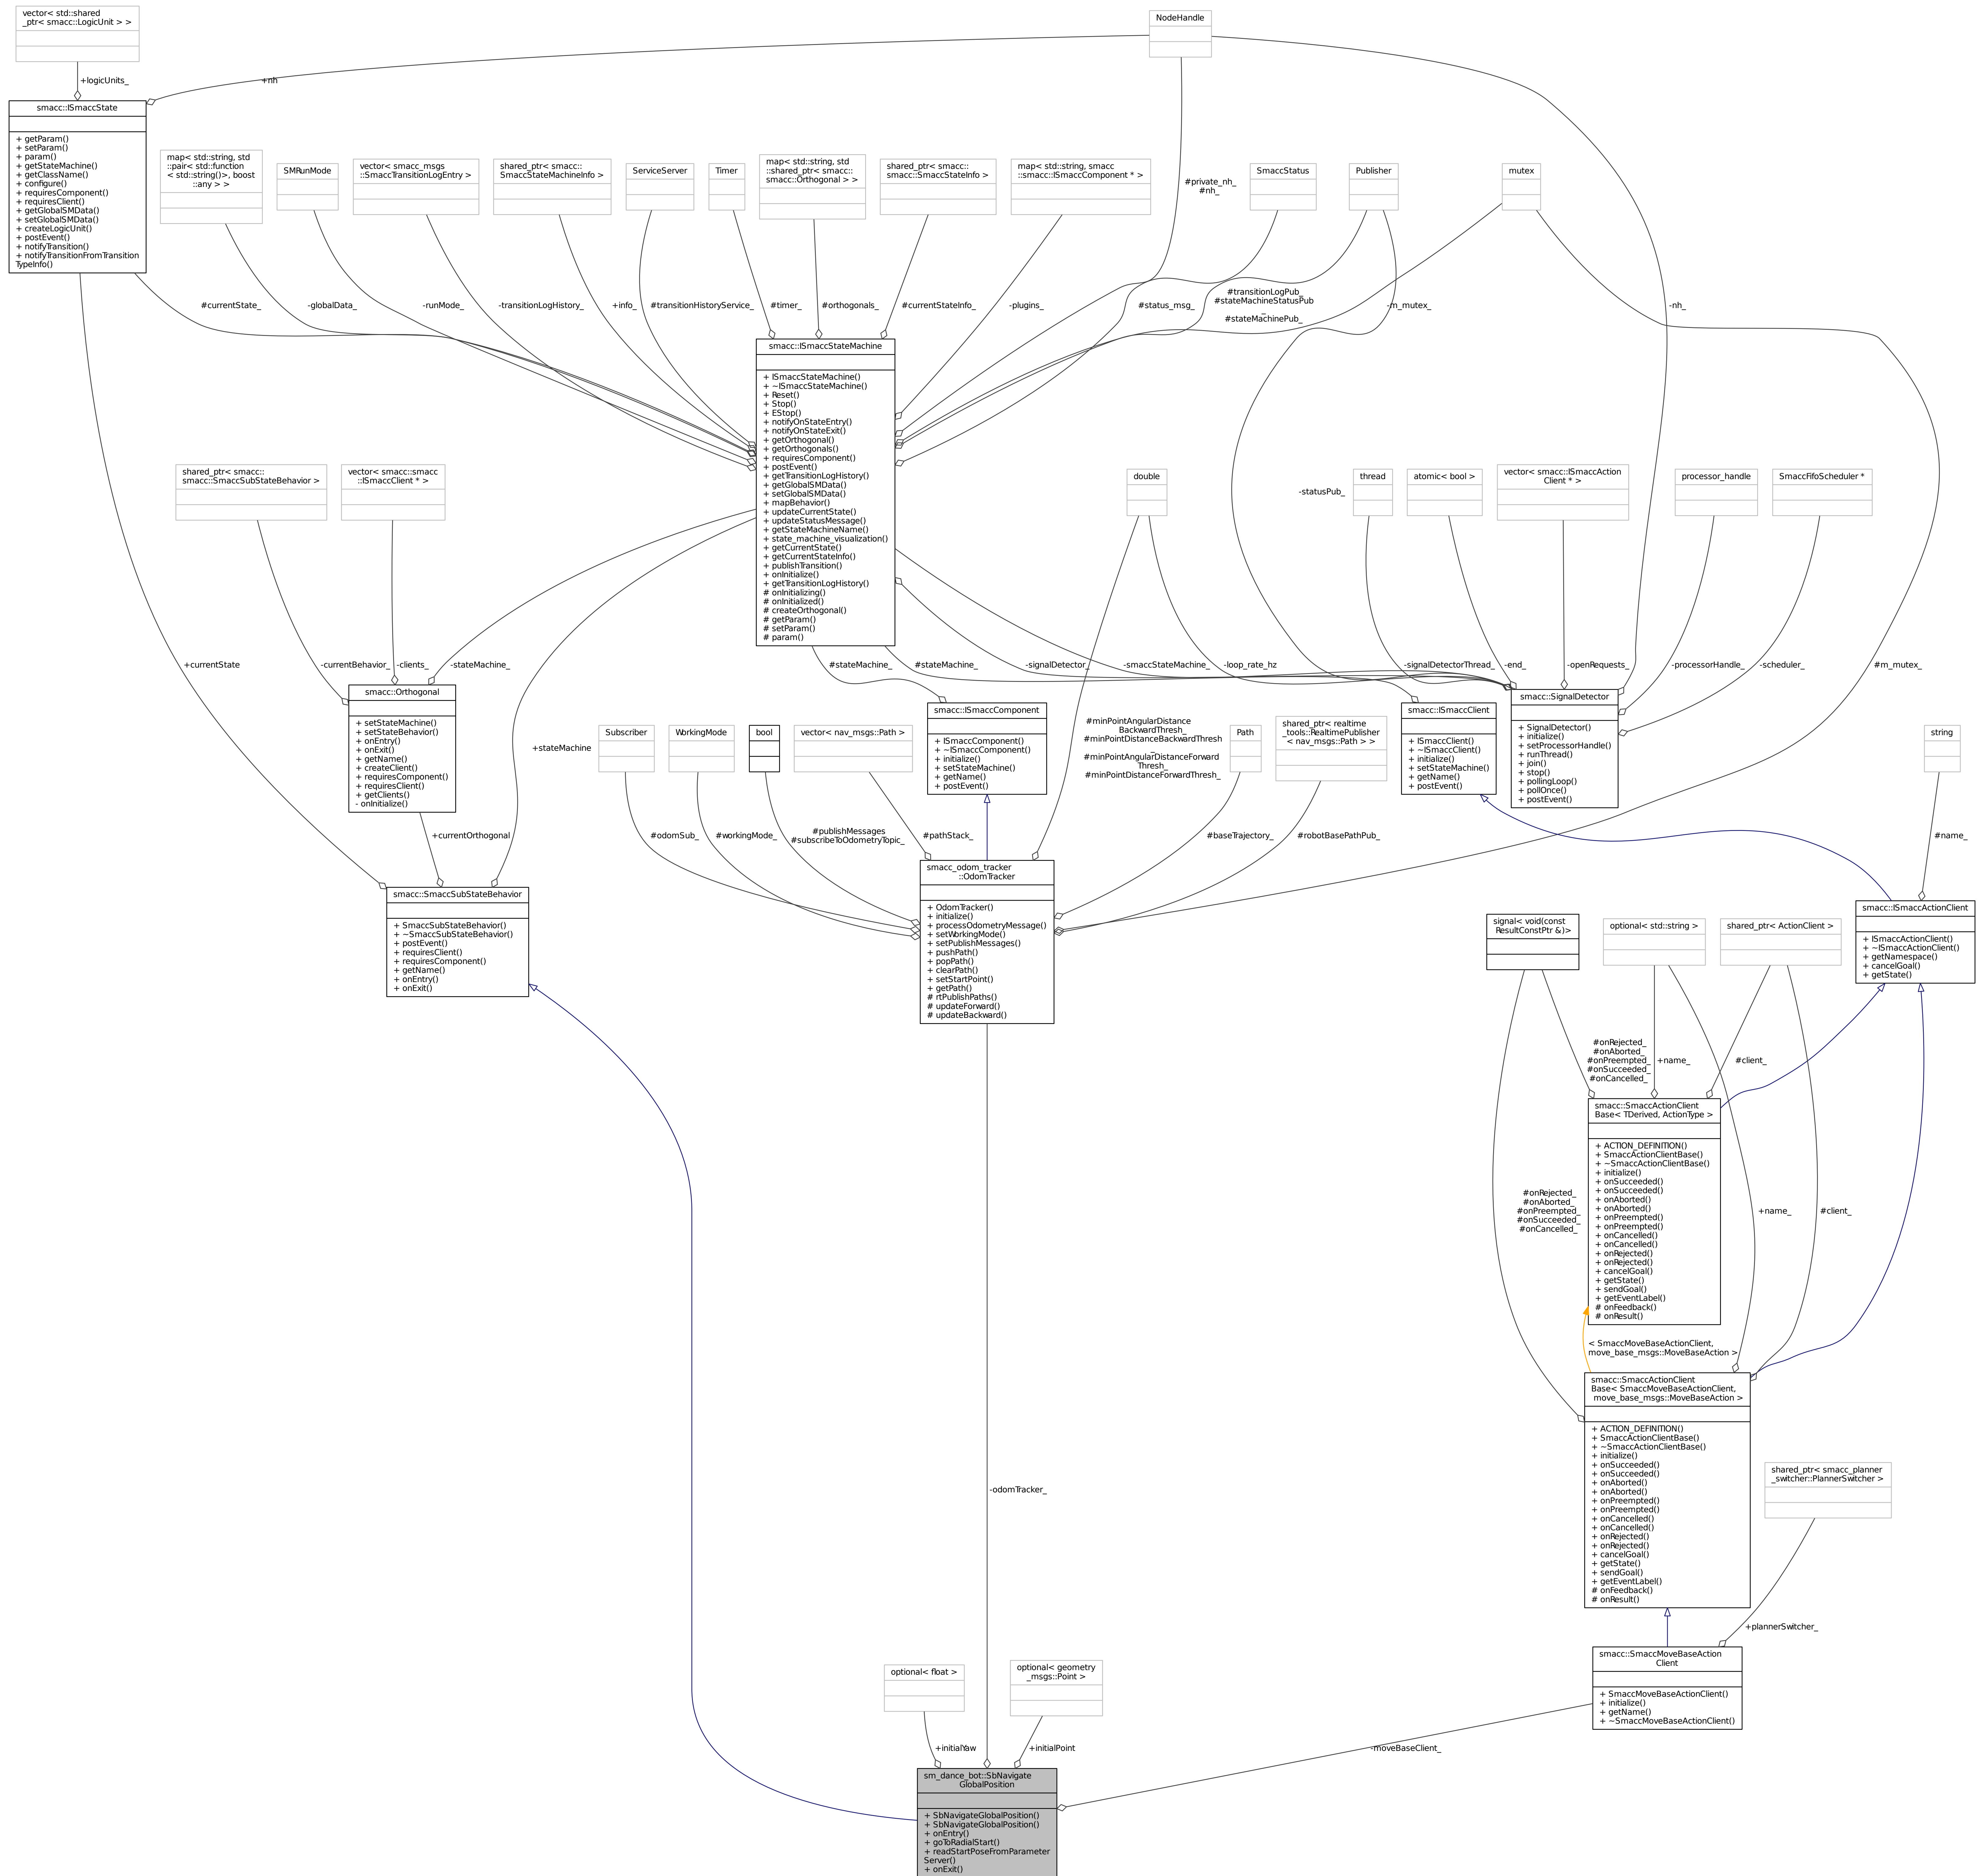 vector< std::shared
_ptr< smacc::LogicUnit > >
NodeHandle
+logicUnits_
+nh
smacc::ISmaccState
+ getParam()
+ setParam()
+ param()
+ getStateMachine()
+ getClassName()
+ configure()
+ requiresComponent()
+ requiresClient()
+ getGlobalSMData()
+ setGlobalSMData()
+ createLogicUnit()
+ postEvent()
+ notifyTransition()
+ notifyTransitionFromTransition
TypeInfo()
map< std::string, std
::pair< std::function
< std::string()>, boost
::any > >
SMRunMode
vector< smacc_msgs
::SmaccTransitionLogEntry >
shared_ptr< smacc::
SmaccStateMachineInfo >
ServiceServer
Timer
map< std::string, std
::shared_ptr< smacc::
smacc::Orthogonal > >
shared_ptr< smacc::
smacc::SmaccStateInfo >
map< std::string, smacc
::smacc::ISmaccComponent * >
#private_nh_
#nh_
SmaccStatus
Publisher
mutex
#currentState_
-globalData_
-runMode_
-transitionLogHistory_
+info_
#transitionHistoryService_
#timer_
#orthogonals_
#currentStateInfo_
-plugins_
#status_msg_
#transitionLogPub_
#stateMachineStatusPub
_
#stateMachinePub_
-m_mutex_
-nh_
smacc::ISmaccStateMachine
+ ISmaccStateMachine()
+ ~ISmaccStateMachine()
+ Reset()
+ Stop()
+ EStop()
+ notifyOnStateEntry()
+ notifyOnStateExit()
+ getOrthogonal()
+ getOrthogonals()
+ requiresComponent()
+ postEvent()
+ getTransitionLogHistory()
+ getGlobalSMData()
+ setGlobalSMData()
+ mapBehavior()
+ updateCurrentState()
+ updateStatusMessage()
+ getStateMachineName()
+ state_machine_visualization()
+ getCurrentState()
+ getCurrentStateInfo()
+ publishTransition()
+ onInitialize()
+ getTransitionLogHistory()
# onInitializing()
# onInitialized()
# createOrthogonal()
# getParam()
# setParam()
# param()
shared_ptr< smacc::
smacc::SmaccSubStateBehavior >
vector< smacc::smacc
::ISmaccClient * >
double
-statusPub_
thread
atomic< bool >
vector< smacc::ISmaccAction
Client * >
processor_handle
SmaccFifoScheduler *
+currentState
-currentBehavior_
-clients_
-stateMachine_
#stateMachine_
#stateMachine_
-signalDetector_
-smaccStateMachine_
-loop_rate_hz
-signalDetectorThread_
-end_
-openRequests_
-processorHandle_
-scheduler_
#m_mutex_
smacc::Orthogonal
+ setStateMachine()
+ setStateBehavior()
+ onEntry()
+ onExit()
+ getName()
+ createClient()
+ requiresComponent()
+ requiresClient()
+ getClients()
- onInitialize()
+stateMachine
Subscriber
WorkingMode
bool
vector< nav_msgs::Path >
smacc::ISmaccComponent
+ ISmaccComponent()
+ ~ISmaccComponent()
+ initialize()
+ setStateMachine()
+ getName()
+ postEvent()
#minPointAngularDistance
BackwardThresh_
#minPointDistanceBackwardThresh
_
#minPointAngularDistanceForward
Thresh_
#minPointDistanceForwardThresh_
Path
shared_ptr< realtime
_tools::RealtimePublisher
< nav_msgs::Path > >
smacc::ISmaccClient
+ ISmaccClient()
+ ~ISmaccClient()
+ initialize()
+ setStateMachine()
+ getName()
+ postEvent()
smacc::SignalDetector
+ SignalDetector()
+ initialize()
+ setProcessorHandle()
+ runThread()
+ join()
+ stop()
+ pollingLoop()
+ pollOnce()
+ postEvent()
string
+currentOrthogonal
#odomSub_
#workingMode_
#publishMessages
#subscribeToOdometryTopic_
#pathStack_
#baseTrajectory_
#robotBasePathPub_
#name_
smacc::SmaccSubStateBehavior
+ SmaccSubStateBehavior()
+ ~SmaccSubStateBehavior()
+ postEvent()
+ requiresClient()
+ requiresComponent()
+ getName()
+ onEntry()
+ onExit()
smacc_odom_tracker
::OdomTracker
+ OdomTracker()
+ initialize()
+ processOdometryMessage()
+ setWorkingMode()
+ setPublishMessages()
+ pushPath()
+ popPath()
+ clearPath()
+ setStartPoint()
+ getPath()
# rtPublishPaths()
# updateForward()
# updateBackward()
signal< void(const
ResultConstPtr &)>
optional< std::string >
shared_ptr< ActionClient >
smacc::ISmaccActionClient
+ ISmaccActionClient()
+ ~ISmaccActionClient()
+ getNamespace()
+ cancelGoal()
+ getState()
#onRejected_
#onAborted_
#onPreempted_
#onSucceeded_
#onCancelled_
+name_
#client_
smacc::SmaccActionClient
Base< TDerived, ActionType >
+ ACTION_DEFINITION()
+ SmaccActionClientBase()
+ ~SmaccActionClientBase()
+ initialize()
+ onSucceeded()
+ onSucceeded()
+ onAborted()
+ onAborted()
+ onPreempted()
+ onPreempted()
+ onCancelled()
+ onCancelled()
+ onRejected()
+ onRejected()
+ cancelGoal()
+ getState()
+ sendGoal()
+ getEventLabel()
# onFeedback()
# onResult()
#onRejected_
#onAborted_
#onPreempted_
#onSucceeded_
#onCancelled_
+name_
#client_
< SmaccMoveBaseActionClient,
move_base_msgs::MoveBaseAction >
smacc::SmaccActionClient
Base< SmaccMoveBaseActionClient,
move_base_msgs::MoveBaseAction >
+ ACTION_DEFINITION()
+ SmaccActionClientBase()
+ ~SmaccActionClientBase()
+ initialize()
+ onSucceeded()
+ onSucceeded()
+ onAborted()
+ onAborted()
+ onPreempted()
+ onPreempted()
+ onCancelled()
+ onCancelled()
+ onRejected()
+ onRejected()
+ cancelGoal()
+ getState()
+ sendGoal()
+ getEventLabel()
# onFeedback()
# onResult()
-odomTracker_
shared_ptr< smacc_planner
_switcher::PlannerSwitcher >
+plannerSwitcher_
smacc::SmaccMoveBaseAction
Client
+ SmaccMoveBaseActionClient()
+ initialize()
+ getName()
+ ~SmaccMoveBaseActionClient()
optional< float >
optional< geometry
_msgs::Point >
+initialYaw
+initialPoint
-moveBaseClient_
sm_dance_bot::SbNavigate
GlobalPosition
+ SbNavigateGlobalPosition()
+ SbNavigateGlobalPosition()
+ onEntry()
+ goToRadialStart()
+ readStartPoseFromParameter
Server()
+ onExit()